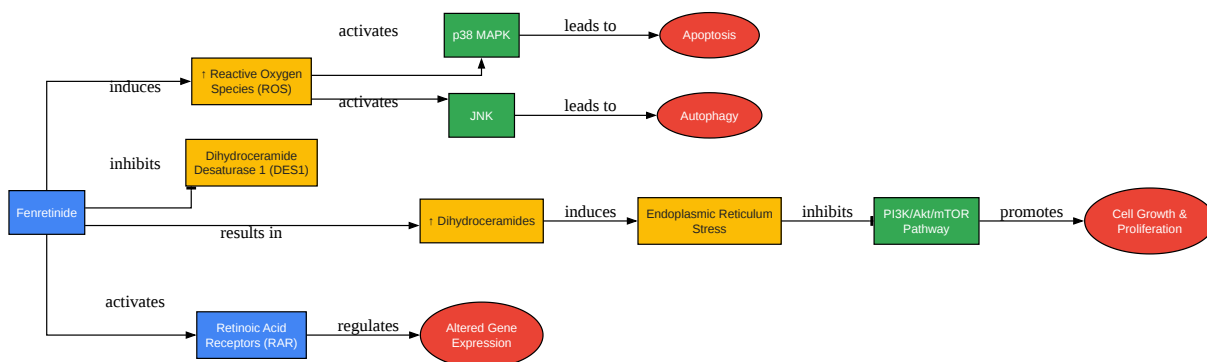 activates
p38 MAPK
leads to
Apoptosis
induces
↑ Reactive Oxygen
Species (ROS)
activates
JNK
leads to
Autophagy
inhibits
Dihydroceramide
Desaturase 1 (DES1)
Fenretinide
results in
↑ Dihydroceramides
induces
Endoplasmic Reticulum
Stress
inhibits
PI3K/Akt/mTOR
Pathway
promotes
Cell Growth &
Proliferation
activates
Retinoic Acid
Receptors (RAR)
regulates
Altered Gene
Expression